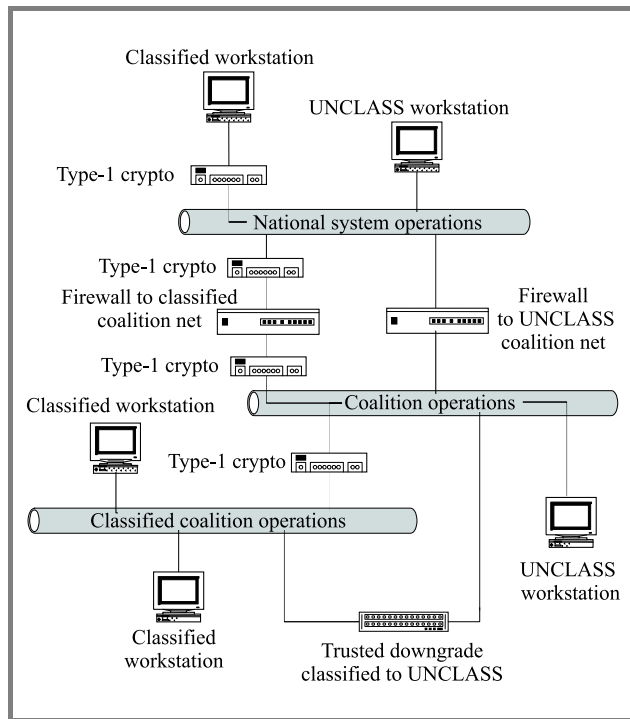 Classified workstation
UNCLASS workstation
Type-1 crypto
National system operations
Type-1 crypto
Firewall to classified
coalition net
Firewall
to UNCLASS
coalition net
Type-1 crypto
Coalition operations
Classified workstation
Type-1 crypto
Classified coalition operations
UNCLASS
workstation
Classified
workstation
Trusted downgrade
classified to UNCLASS